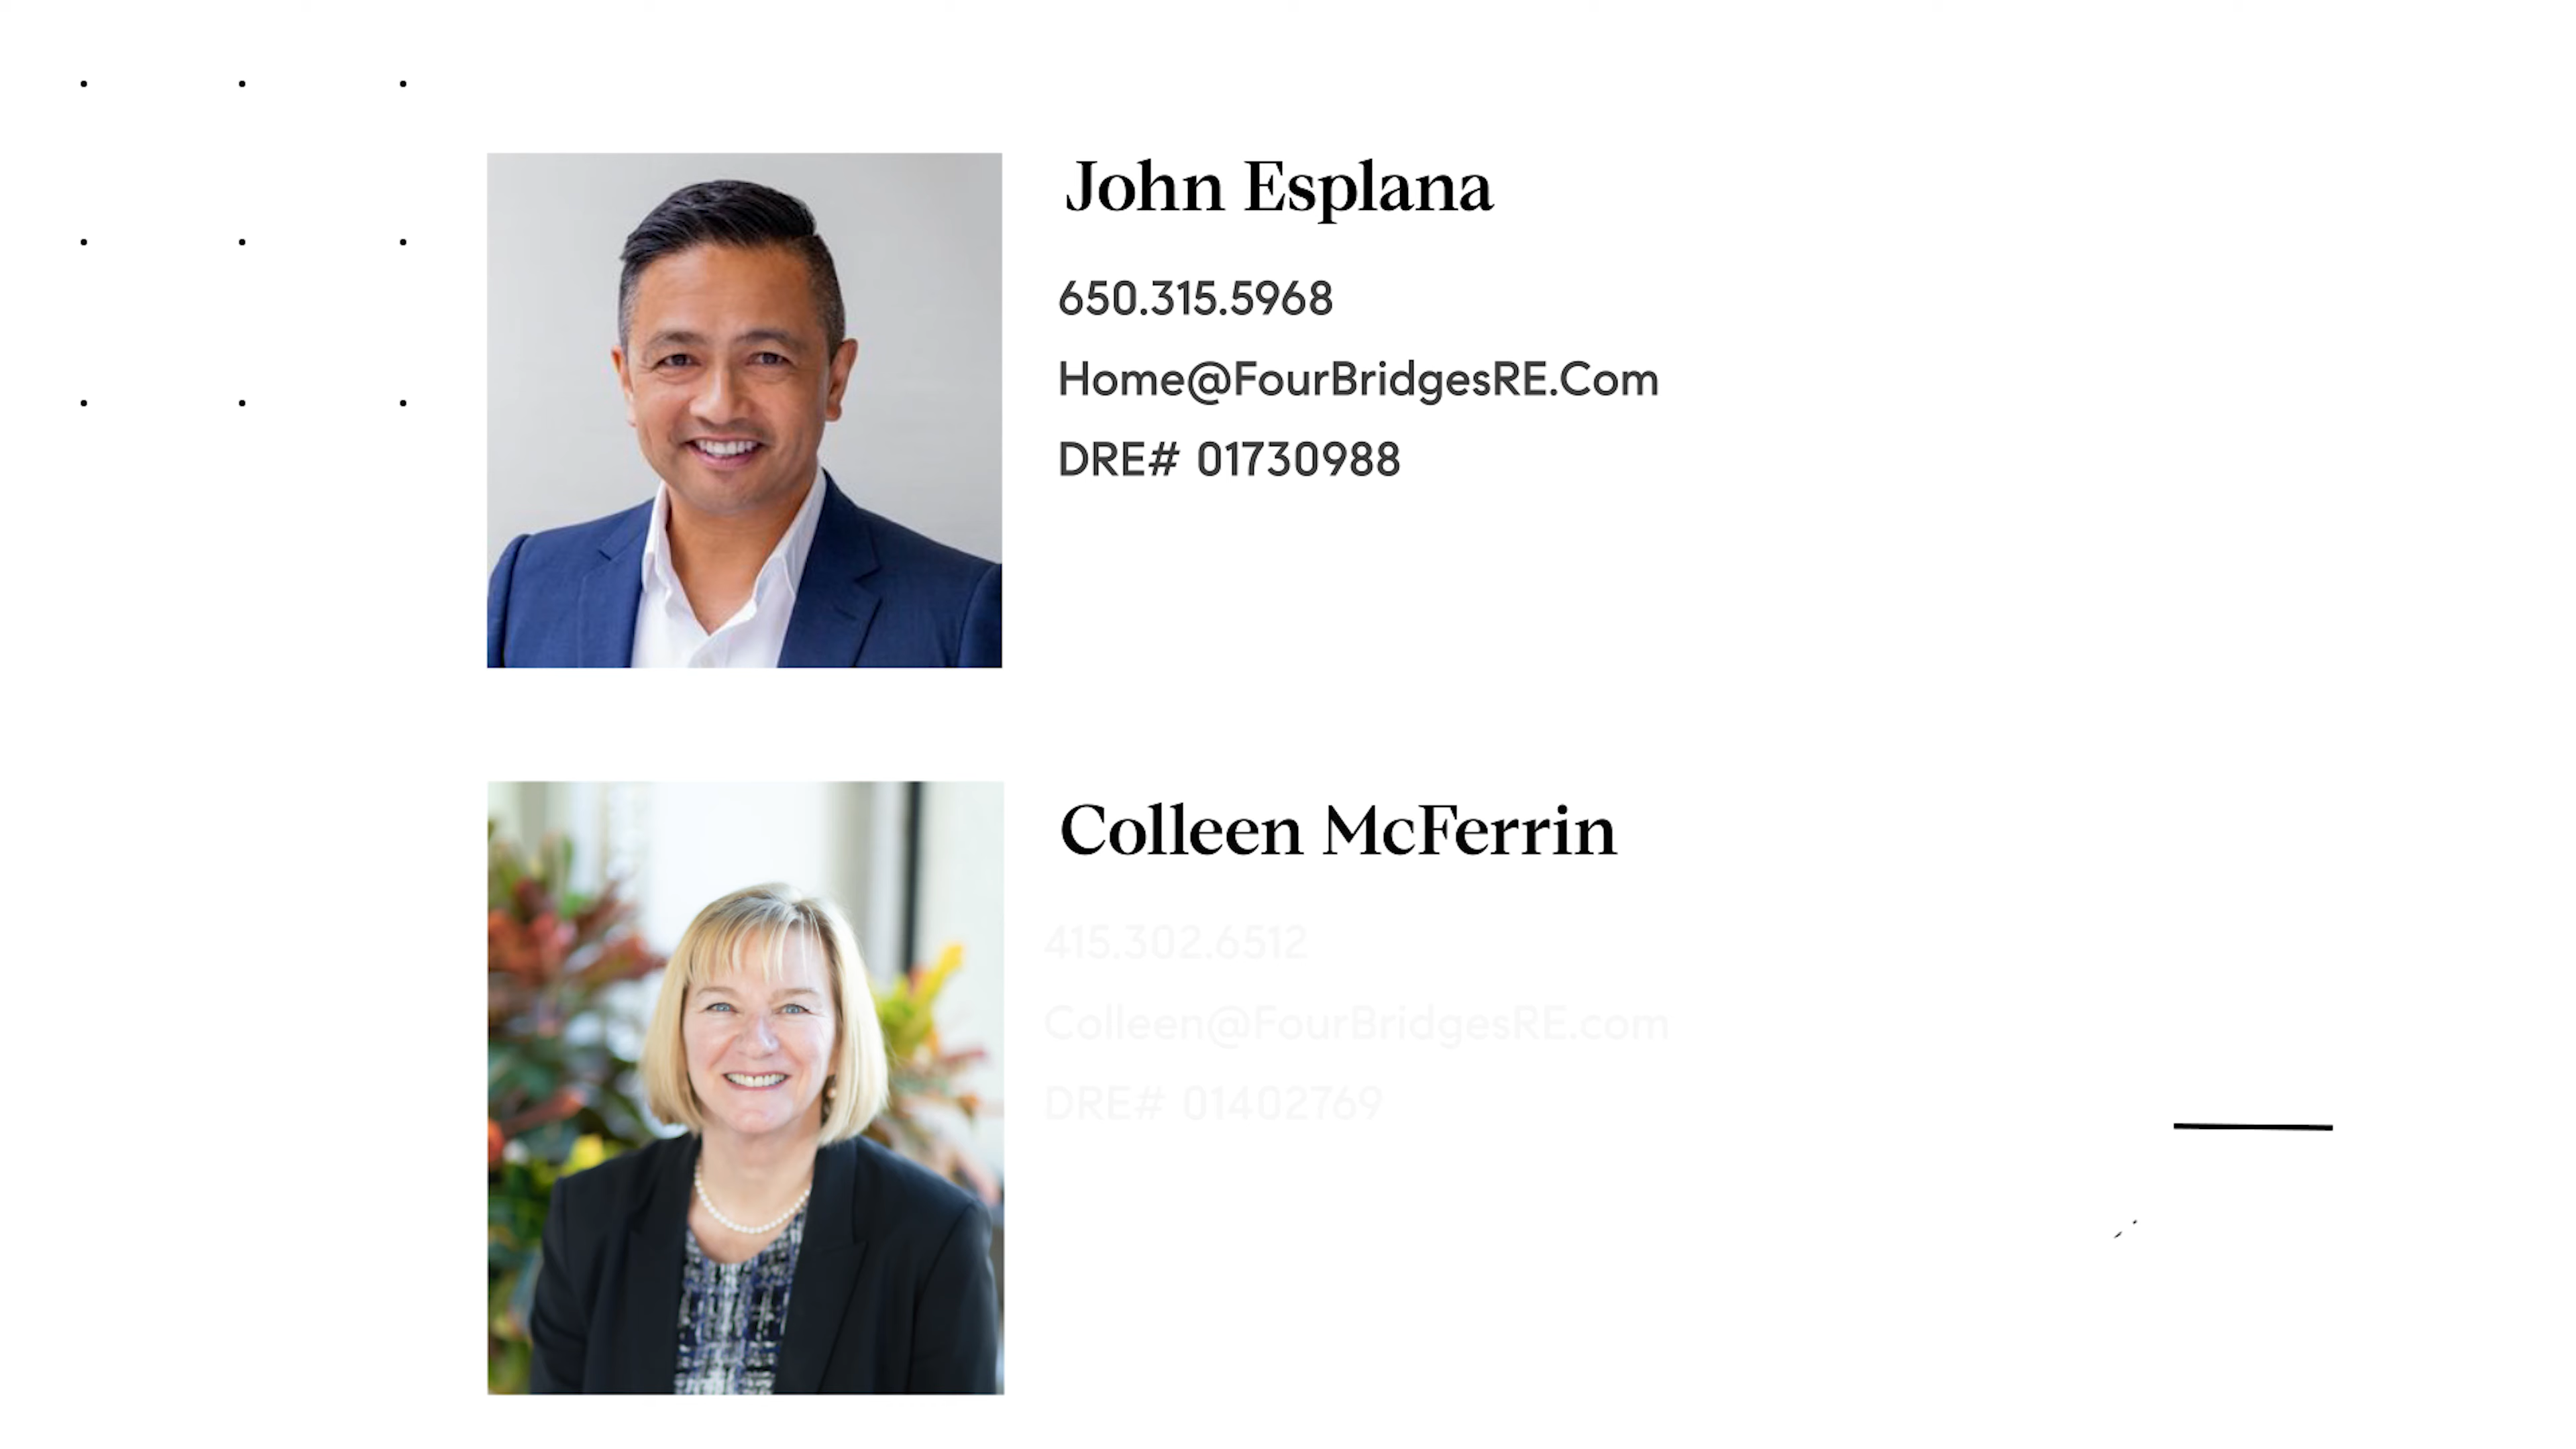 John Esplana
650.315.5968
Home@FourBridgesRE.Com
DRE# 01730988
Colleen McFerrin
415.302.6512
Colleen@FourBridgesRE.com
DRE# 01402769